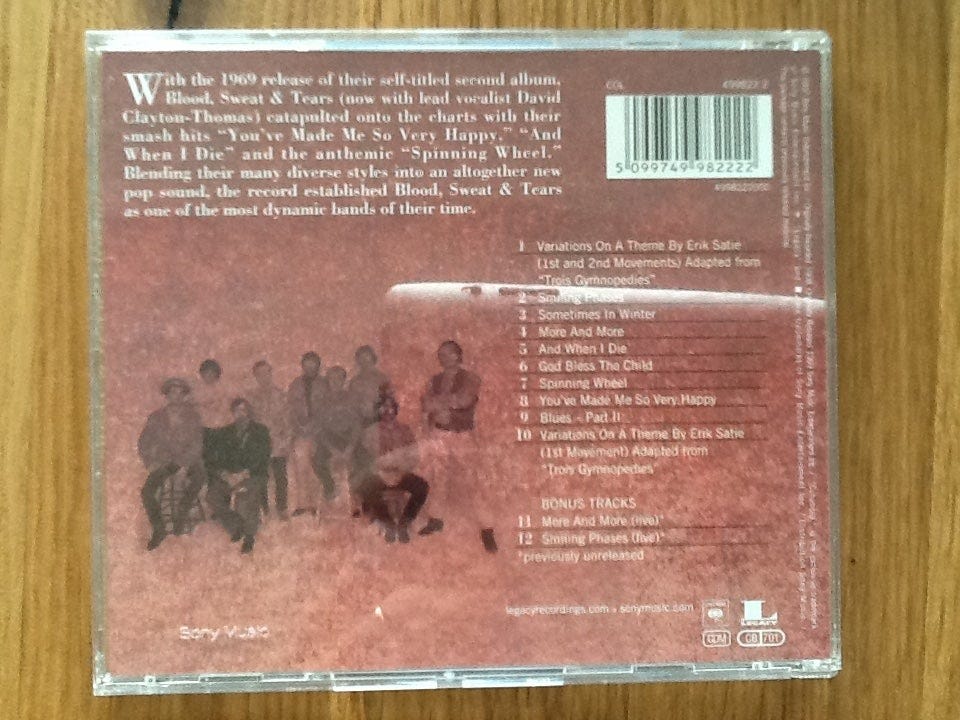 With the 1969 release of their self-titled second album,
Blood, Sweat & Tears (now with lead vocalist David
Clayton-Thomas) catapulted onto the charts with their
smash hits "You've Made Me So Very Happy," "And
When I Die" and the anthemic "Spinning Wheel."
Blending their many diverse styles into an altogether new
pop sound, the record established Blood, Sweat & Tears
as one of the most dynamic bands of their time.
COL 499822 2
5 099749 982222
4998222000
1 Variations On A Theme By Erik Satie
(1st and 2nd Movements) Adapted from
"Trois Gymnopedies"
2 Smiling Phases
3 Sometimes In Winter
4 More And More
5 And When I Die
6 God Bless The Child
7 Spinning Wheel
8 You've Made Me So Very Happy
9 Blues - Part II
10 Variations On A Theme By Erik Satie
(1st Movement) Adapted from
"Trois Gymnopedies"
BONUS TRACKS
11 More And More (live)*
12 Smiling Phases (live)*
*previously unreleased
legacyrecordings.com • sonymusic.com
LEGACY
GDM CB 701
Sony Music